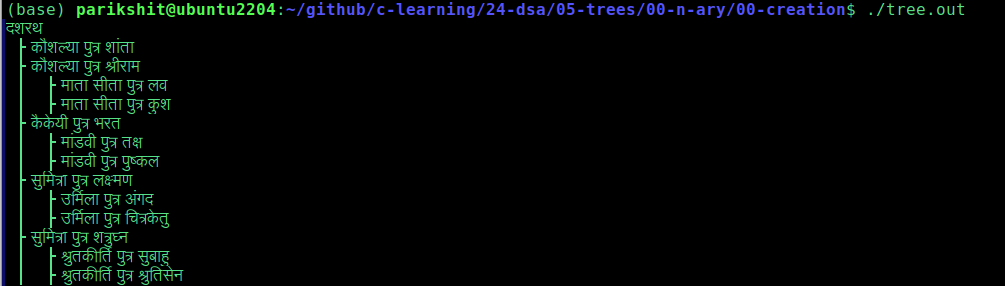 (base) parikshit@ubuntu2204:~/github/c-learning/24-dsa/05-trees/00-n-ary/00-creation$ ./tree.out
दशरथ
├ कौशल्या पुत्र शांता
├ कौशल्या पुत्र श्रीराम
│ ├ माता सीता पुत्र लव
│ ├ माता सीता पुत्र कुश
├ कैकेयी पुत्र भरत
│ ├ मांडवी पुत्र तक्ष
│ ├ मांडवी पुत्र पुष्कल
├ सुमित्रा पुत्र लक्ष्मण
│ ├ उर्मिला पुत्र अंगद
│ ├ उर्मिला पुत्र चित्रकेतु
├ सुमित्रा पुत्र शत्रुघ्न
│ ├ श्रुतकीर्ति पुत्र सुबाहु
│ ├ श्रुतकीर्ति पुत्र श्रुतिसेन